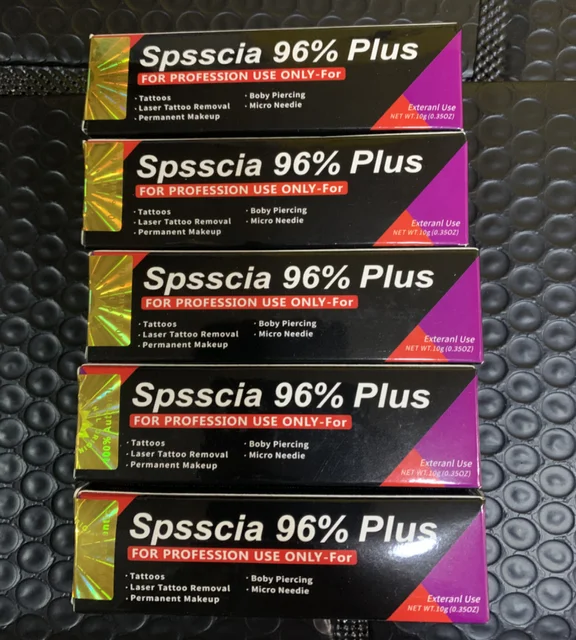 Spsscia 96% Plus
FOR PROFESSION USE ONLY-For
· Tattoos
· Boby Piercing
· Laser Tattoo Removal
· Micro Needie
· Permanent Makeup
Exteranl Use
NET WT.10g(0.35OZ)
Spsscia 96% Plus
FOR PROFESSION USE ONLY-For
· Tattoos
· Boby Piercing
· Laser Tattoo Removal
· Micro Needie
· Permanent Makeup
Exteranl Use
NET WT.10g(0.35OZ)
Spsscia 96% Plus
FOR PROFESSION USE ONLY-For
· Tattoos
· Boby Piercing
· Laser Tattoo Removal
· Micro Needie
· Permanent Makeup
Exteranl Use
NET WT.10g(0.35OZ)
Spsscia 96% Plus
FOR PROFESSION USE ONLY-For
· Tattoos
· Boby Piercing
· Laser Tattoo Removal
· Micro Needie
· Permanent Makeup
Exteranl Use
NET WT.10g(0.35OZ)
Spsscia 96% Plus
FOR PROFESSION USE ONLY-For
· Tattoos
· Boby Piercing
· Laser Tattoo Removal
· Micro Needie
· Permanent Makeup
Exteranl Use
NET WT.10g(0.35OZ)